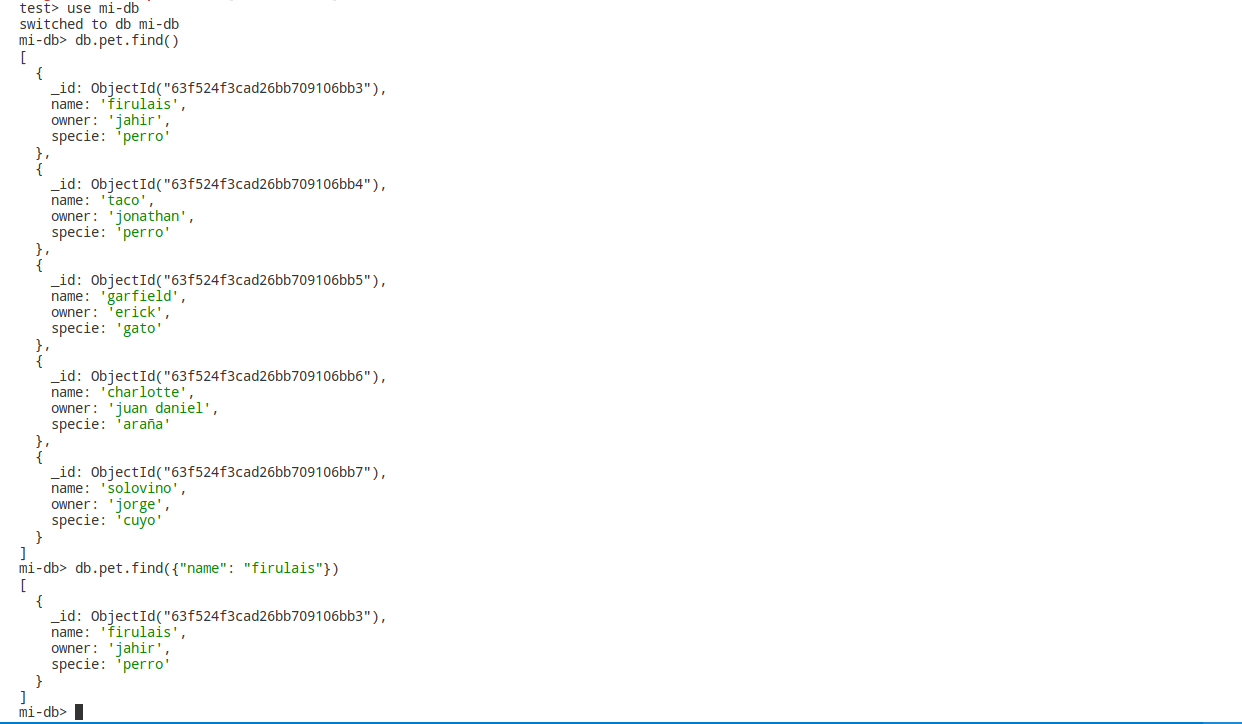 test> use mi-db
switched to db mi-db
mi-db> db.pet.find()
[
  {
    _id: ObjectId("63f524f3cad26bb709106bb3"),
    name: 'firulais',
    owner: 'jahir',
    specie: 'perro'
  },
  {
    _id: ObjectId("63f524f3cad26bb709106bb4"),
    name: 'taco',
    owner: 'jonathan',
    specie: 'perro'
  },
  {
    _id: ObjectId("63f524f3cad26bb709106bb5"),
    name: 'garfield',
    owner: 'erick',
    specie: 'gato'
  },
  {
    _id: ObjectId("63f524f3cad26bb709106bb6"),
    name: 'charlotte',
    owner: 'juan daniel',
    specie: 'araña'
  },
  {
    _id: ObjectId("63f524f3cad26bb709106bb7"),
    name: 'solovino',
    owner: 'jorge',
    specie: 'cuyo'
  }
]
mi-db> db.pet.find({"name": "firulais"})
[
  {
    _id: ObjectId("63f524f3cad26bb709106bb3"),
    name: 'firulais',
    owner: 'jahir',
    specie: 'perro'
  }
]
mi-db>